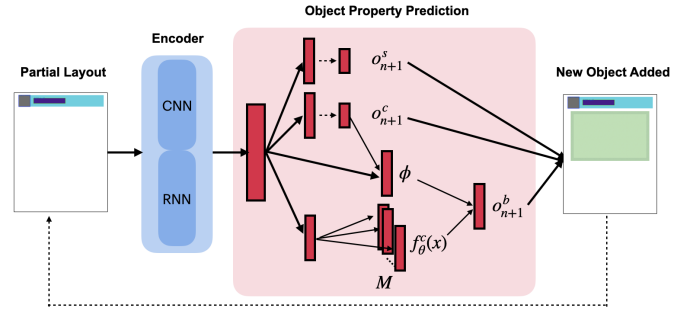 Object Property Prediction
Encoder
Partial Layout
New Object Added
CNN
RNN
o^s_{n+1}
o^c_{n+1}
ϕ
o^b_{n+1}
f^c_θ(x)
M